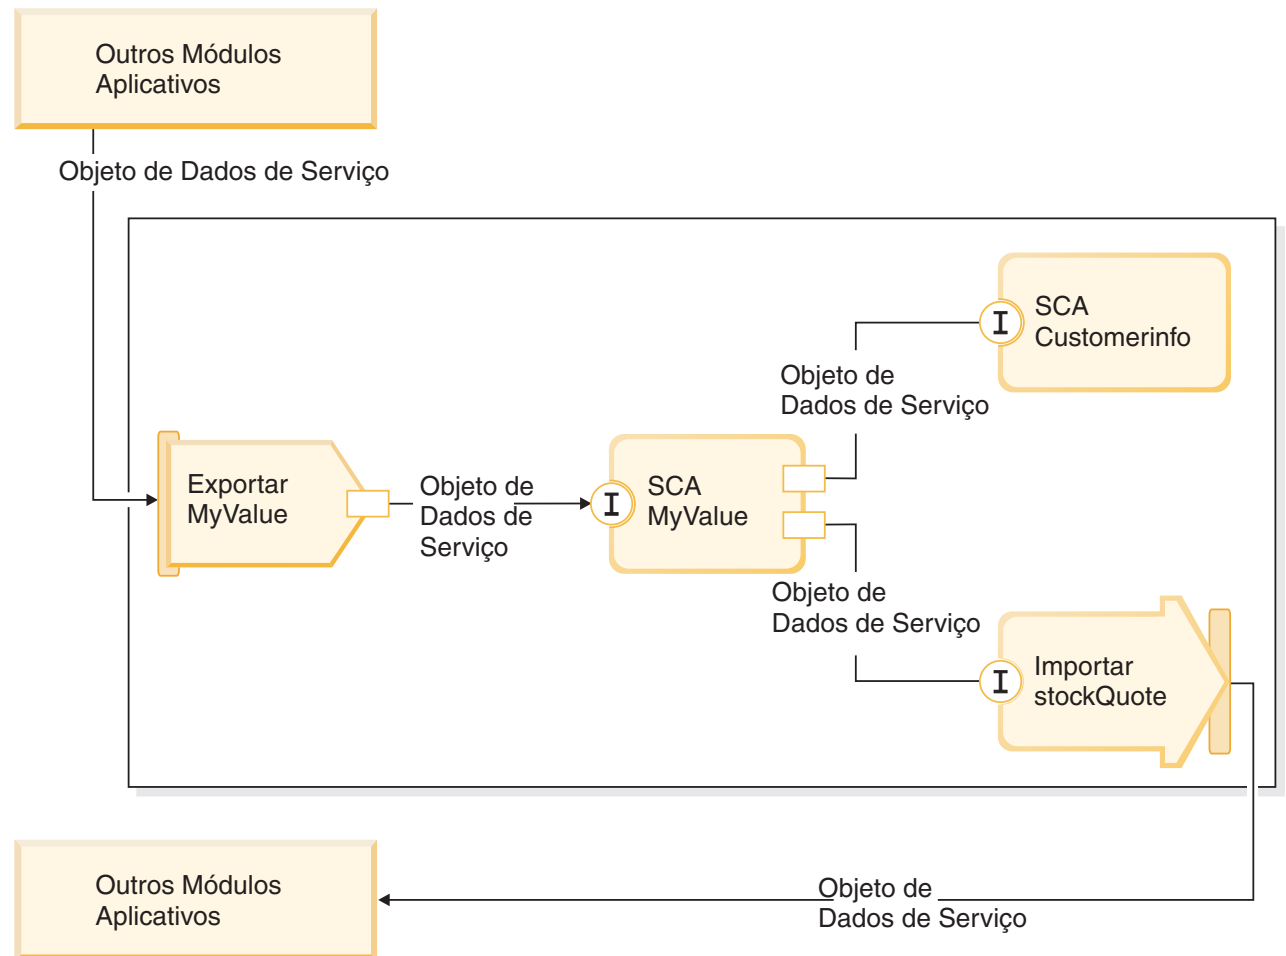 Outros Módulos
Aplicativos
Objeto de Dados de Serviço
SCA
Customerinfo
Objeto de
Dados de Serviço
Exportar
MyValue
Objeto de
Dados de
Serviço
I
SCA
MyValue
I
Objeto de
Dados de Serviço
I
Importar
stockQuote
Outros Módulos
Aplicativos
Objeto de
Dados de Serviço